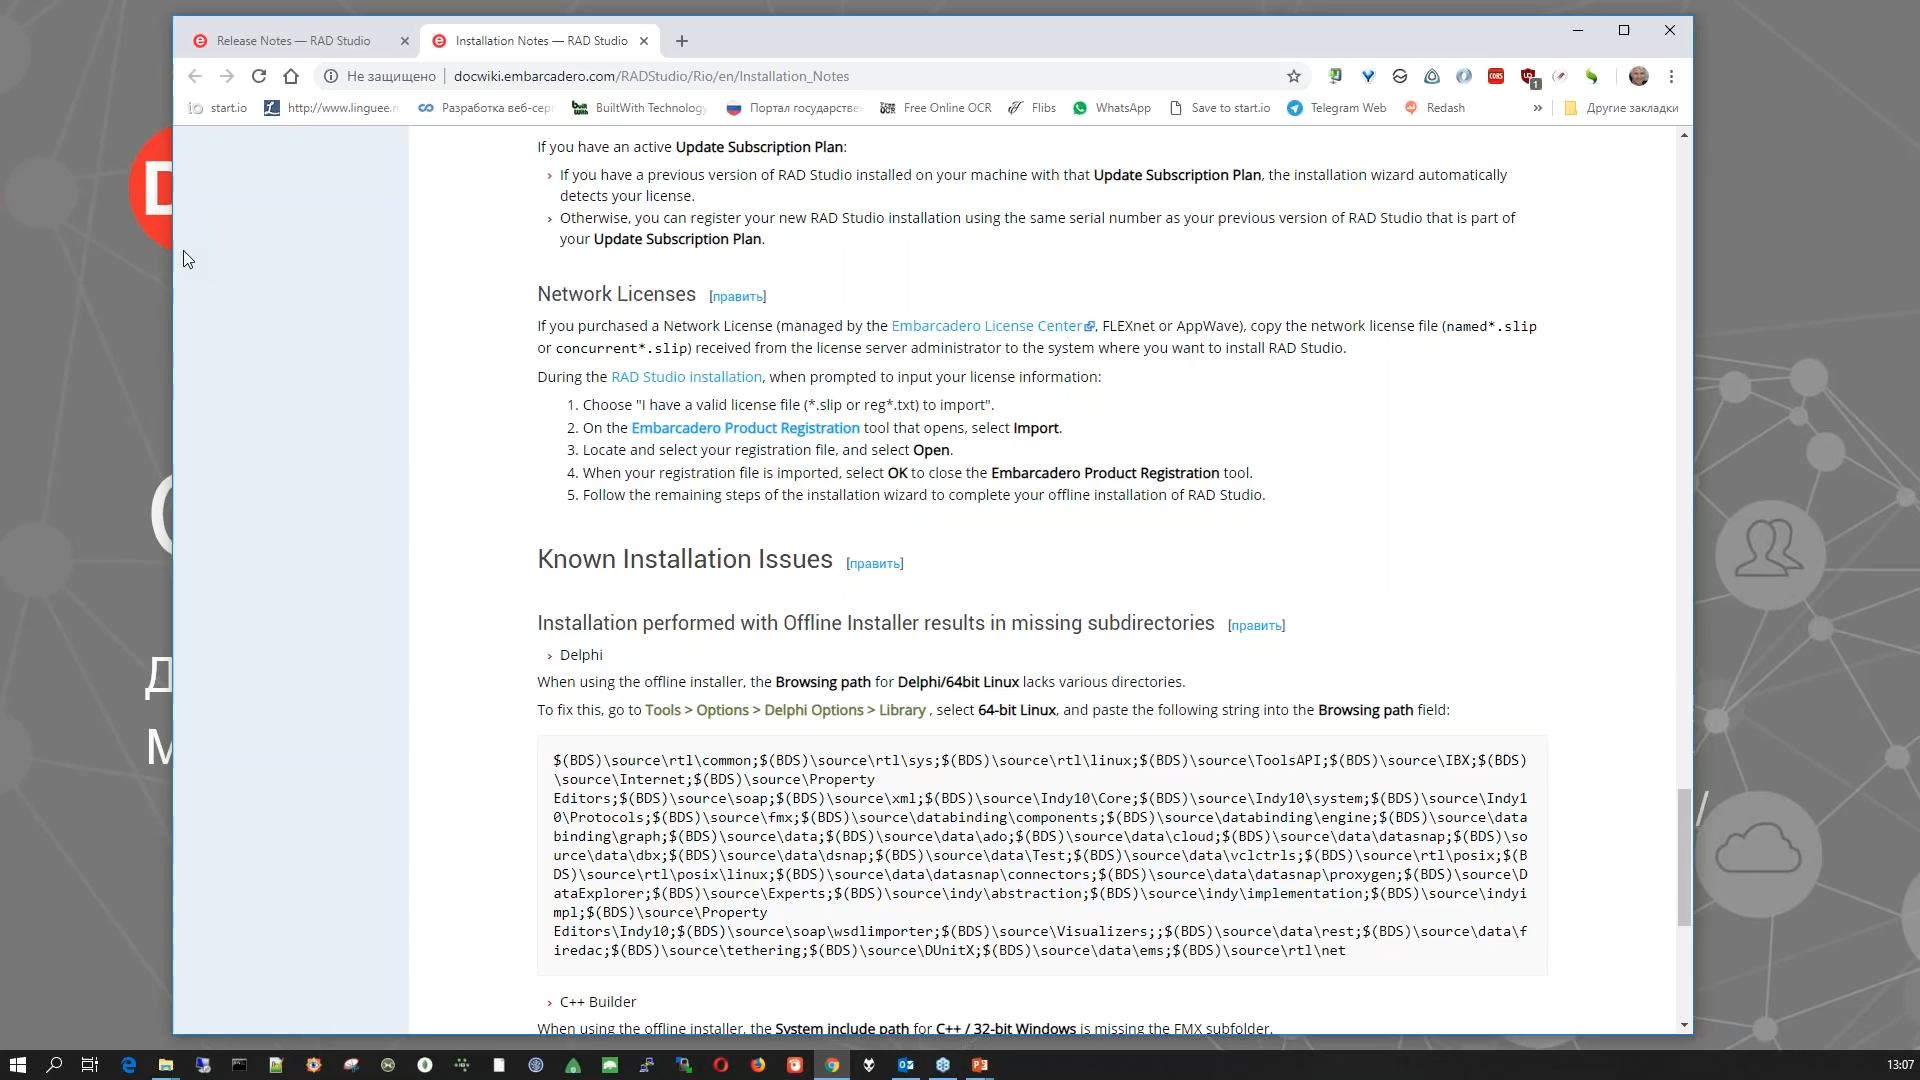 Release Notes — RAD Studio
Installation Notes — RAD Studio
Не защищено
docwiki.embarcadero.com/RADStudio/Rio/en/Installation_Notes
start.io
http://www.linguee.r
Разработка веб-сер
BuiltWith Technology
Портал государстве
Free Online OCR
Flibs
WhatsApp
Save to start.io
Telegram Web
Redash
»
Другие закладки
If you have an active Update Subscription Plan:
If you have a previous version of RAD Studio installed on your machine with that Update Subscription Plan, the installation wizard automatically
detects your license.
Otherwise, you can register your new RAD Studio installation using the same serial number as your previous version of RAD Studio that is part of
your Update Subscription Plan.
Network Licenses [править]
If you purchased a Network License (managed by the Embarcadero License Center, FLEXnet or AppWave), copy the network license file (named*.slip
or concurrent*.slip) received from the license server administrator to the system where you want to install RAD Studio.
During the RAD Studio installation, when prompted to input your license information:
1. Choose "I have a valid license file (*.slip or reg*.txt) to import".
2. On the Embarcadero Product Registration tool that opens, select Import.
3. Locate and select your registration file, and select Open.
4. When your registration file is imported, select OK to close the Embarcadero Product Registration tool.
5. Follow the remaining steps of the installation wizard to complete your offline installation of RAD Studio.
Known Installation Issues [править]
Installation performed with Offline Installer results in missing subdirectories [править]
Delphi
When using the offline installer, the Browsing path for Delphi/64bit Linux lacks various directories.
To fix this, go to Tools > Options > Delphi Options > Library , select 64-bit Linux, and paste the following string into the Browsing path field:
$(BDS)\source\rtl\common;$(BDS)\source\rtl\sys;$(BDS)\source\rtl\linux;$(BDS)\source\ToolsAPI;$(BDS)\source\IBX;$(BDS)
\source\Internet;$(BDS)\source\Property
Editors;$(BDS)\source\soap;$(BDS)\source\xml;$(BDS)\source\Indy10\Core;$(BDS)\source\Indy10\system;$(BDS)\source\Indy1
0\Protocols;$(BDS)\source\fmx;$(BDS)\source\databinding\components;$(BDS)\source\databinding\engine;$(BDS)\source\data
binding\graph;$(BDS)\source\data;$(BDS)\source\data\ado;$(BDS)\source\data\cloud;$(BDS)\source\data\datasnap;$(BDS)\so
urce\data\dbx;$(BDS)\source\data\dsnap;$(BDS)\source\data\Test;$(BDS)\source\data\vclctrls;$(BDS)\source\rtl\posix;$(B
DS)\source\rtl\posix\linux;$(BDS)\source\data\datasnap\connectors;$(BDS)\source\data\datasnap\proxygen;$(BDS)\source\D
ataExplorer;$(BDS)\source\Experts;$(BDS)\source\indy\abstraction;$(BDS)\source\indy\implementation;$(BDS)\source\indyi
mpl;$(BDS)\source\Property
Editors\Indy10;$(BDS)\source\soap\wsdlimporter;$(BDS)\source\Visualizers;;$(BDS)\source\data\rest;$(BDS)\source\data\f
iredac;$(BDS)\source\tethering;$(BDS)\source\DUnitX;$(BDS)\source\data\ems;$(BDS)\source\rtl\net
C++ Builder
When using the offline installer, the System include path for C++ / 32-bit Windows is missing the FMX subfolder.
13:07